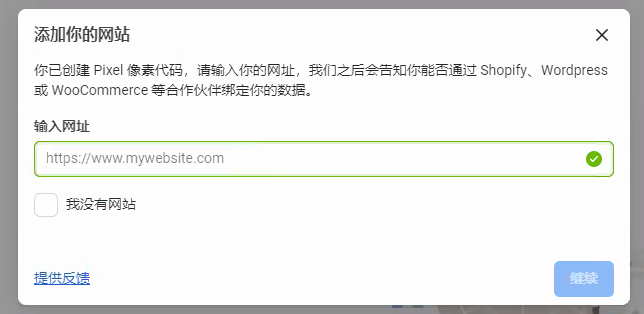 添加你的网站
你已创建 Pixel 像素代码，请输入你的网址，我们之后会告知你能否通过 Shopify、Wordpress
或 WooCommerce 等合作伙伴绑定你的数据。
输入网址
https://www.mywebsite.com
我没有网站
提供反馈
继续